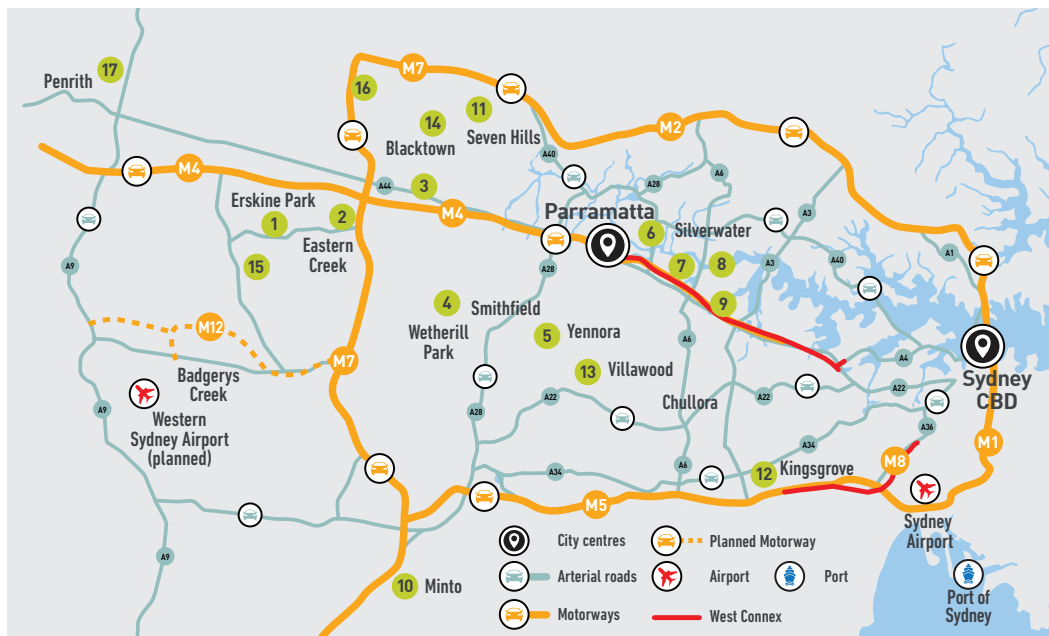 17
Penrith
16
M7
14
11
Blacktown
Seven Hills
M2
M4
A44
3
A40
A28
A6
A3
Erskine Park
1
2
M4
Parramatta
6
Silverwater
A3
A40
A1
Eastern
Creek
15
A9
A28
7
8
4
Smithfield
Wetherill
Park
9
M12
5
Yennora
A6
M7
Badgerys
Creek
13
Villawood
A4
Sydney
CBD
Western
Sydney Airport
(planned)
A9
A28
A22
Chullora
A22
A22
A36
A34
M1
A34
A6
12
Kingsgrove
M8
M5
Sydney
Airport
A9
10
Minto
Port of
Sydney
City centres
Planned Motorway
Arterial roads
Airport
Port
Motorways
West Connex